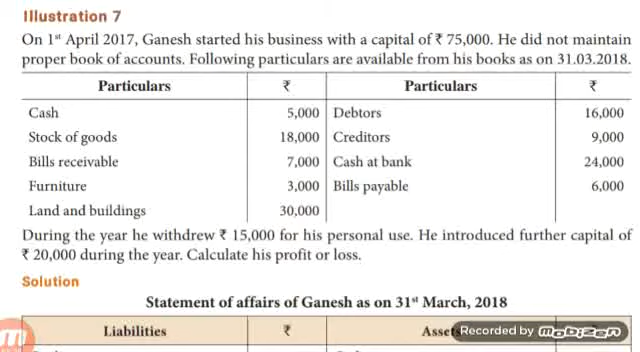 Illustration 7
On 1st April 2017, Ganesh started his business with a capital of ₹ 75,000. He did not maintain
proper book of accounts. Following particulars are available from his books as on 31.03.2018.
Particulars ₹ Particulars ₹
Cash 5,000 Debtors 16,000
Stock of goods 18,000 Creditors 9,000
Bills receivable 7,000 Cash at bank 24,000
Furniture 3,000 Bills payable 6,000
Land and buildings 30,000
During the year he withdrew ₹ 15,000 for his personal use. He introduced further capital of
₹ 20,000 during the year. Calculate his profit or loss.
Solution
Statement of affairs of Ganesh as on 31st March, 2018
Liabilities ₹ Assets
Recorded by mobizen